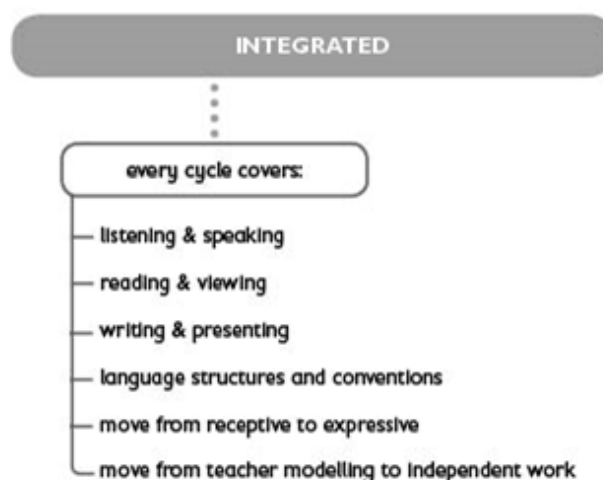 INTEGRATED
every cycle covers:
listening & speaking
reading & viewing
writing & presenting
language structures and conventions
move from receptive to expressive
move from teacher modelling to independent work